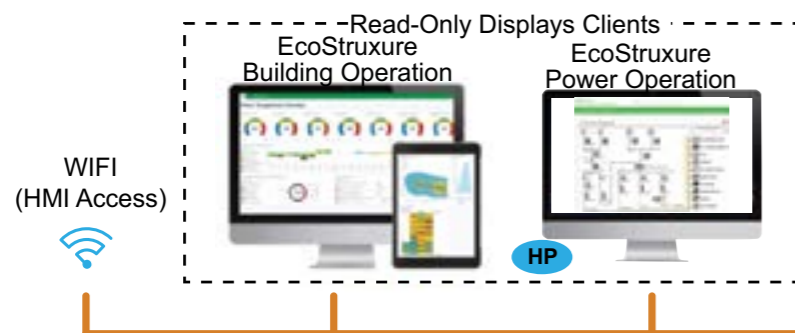 Read-Only Displays Clients
EcoStruxure
Building Operation
EcoStruxure
Power Operation
WIFI
(HMI Access)
HP